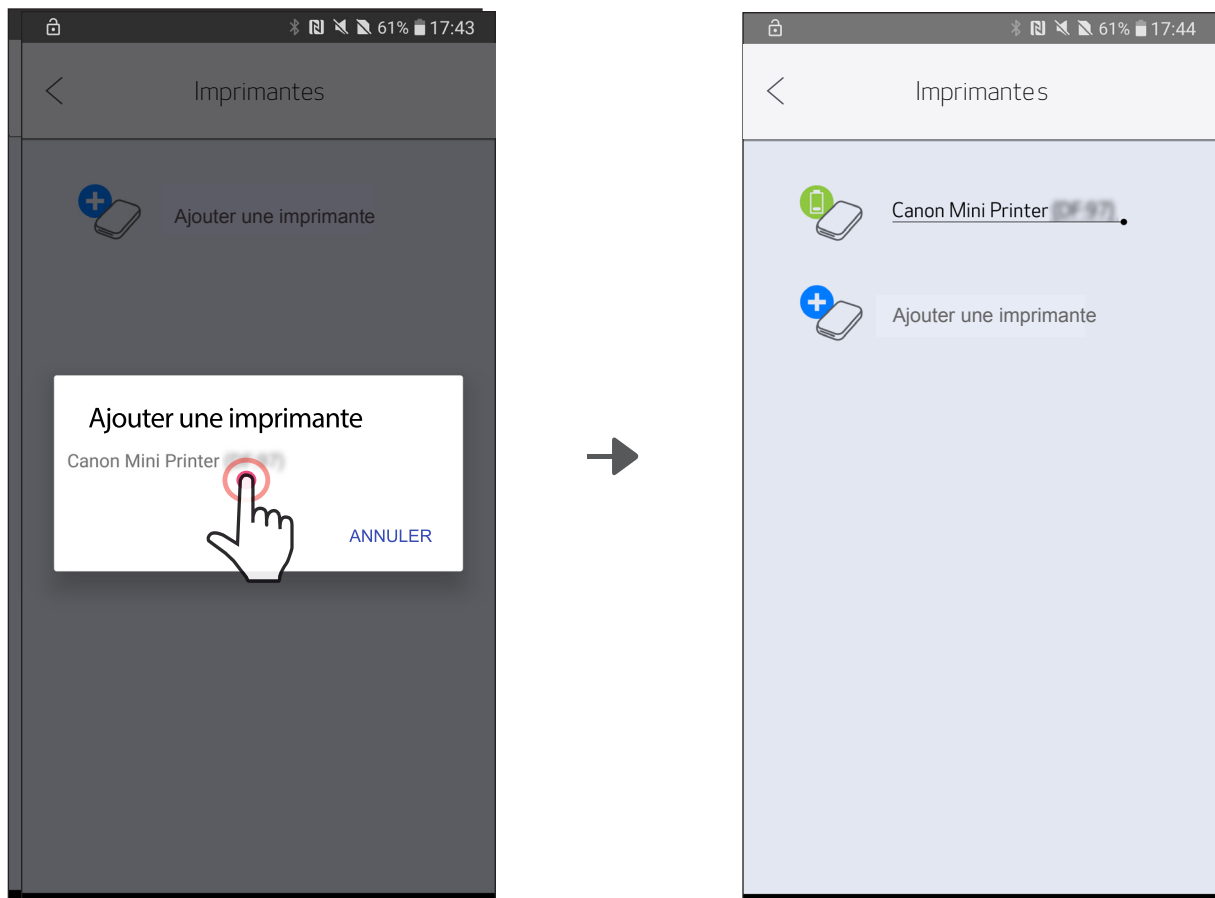 61% 17:43
Imprimantes
Ajouter une imprimante
Ajouter une imprimante
Canon Mini Printer
ANNULER
61% 17:44
Imprimantes
Canon Mini Printer
Ajouter une imprimante